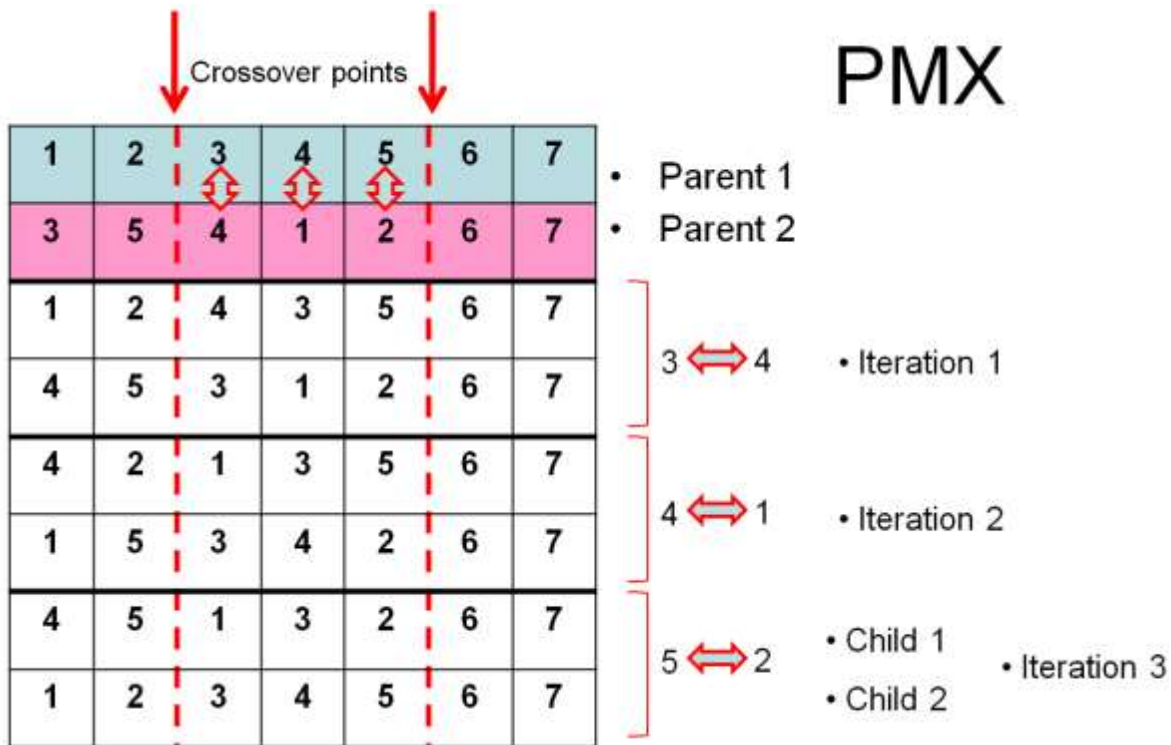 PMX
Crossover points
1 2 3 4 5 6 7
• Parent 1
3 5 4 1 2 6 7
• Parent 2
1 2 4 3 5 6 7
4 5 3 1 2 6 7
3 4 • Iteration 1
4 2 1 3 5 6 7
1 5 3 4 2 6 7
4 1 • Iteration 2
4 5 1 3 2 6 7
1 2 3 4 5 6 7
5 2
• Child 1
• Child 2
• Iteration 3